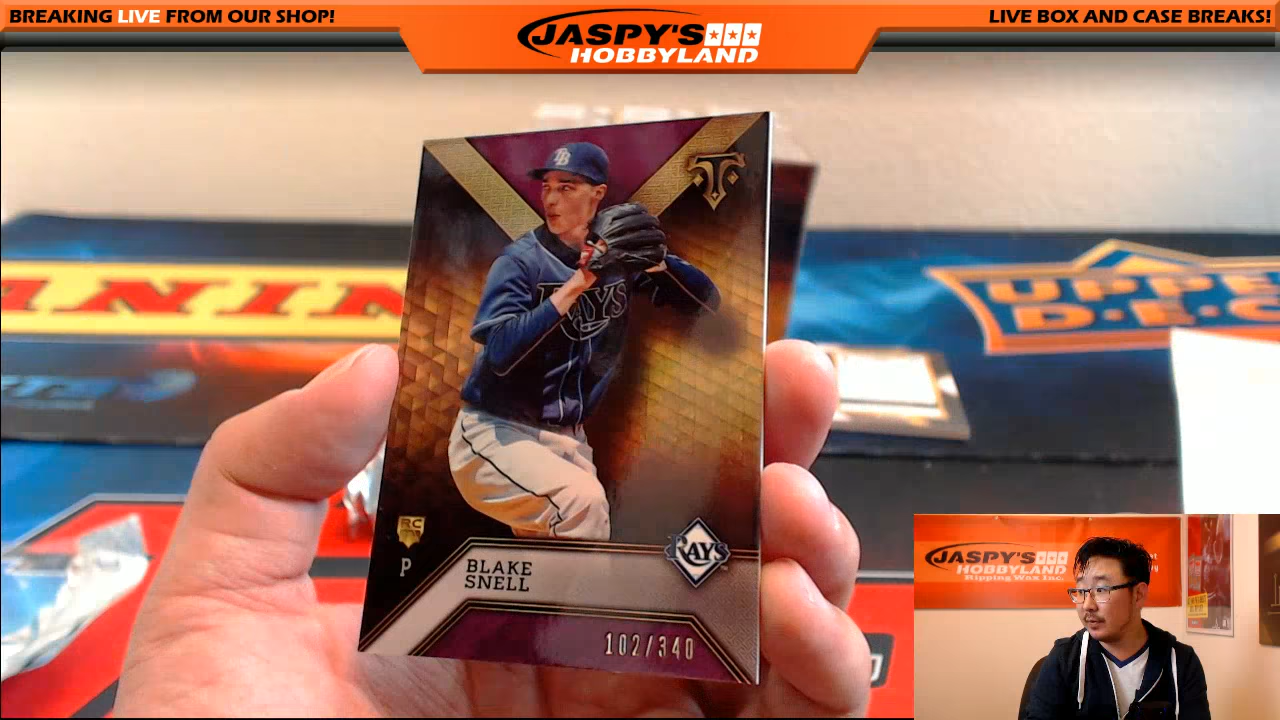 BREAKING LIVE FROM OUR SHOP!
JASPY'S
HOBBYLAND
LIVE BOX AND CASE BREAKS!
TB
RAYS
RC
P
BLAKE
SNELL
RAYS
102/340
JASPY'S
HOBBYLAND
Ripping Wax Inc.